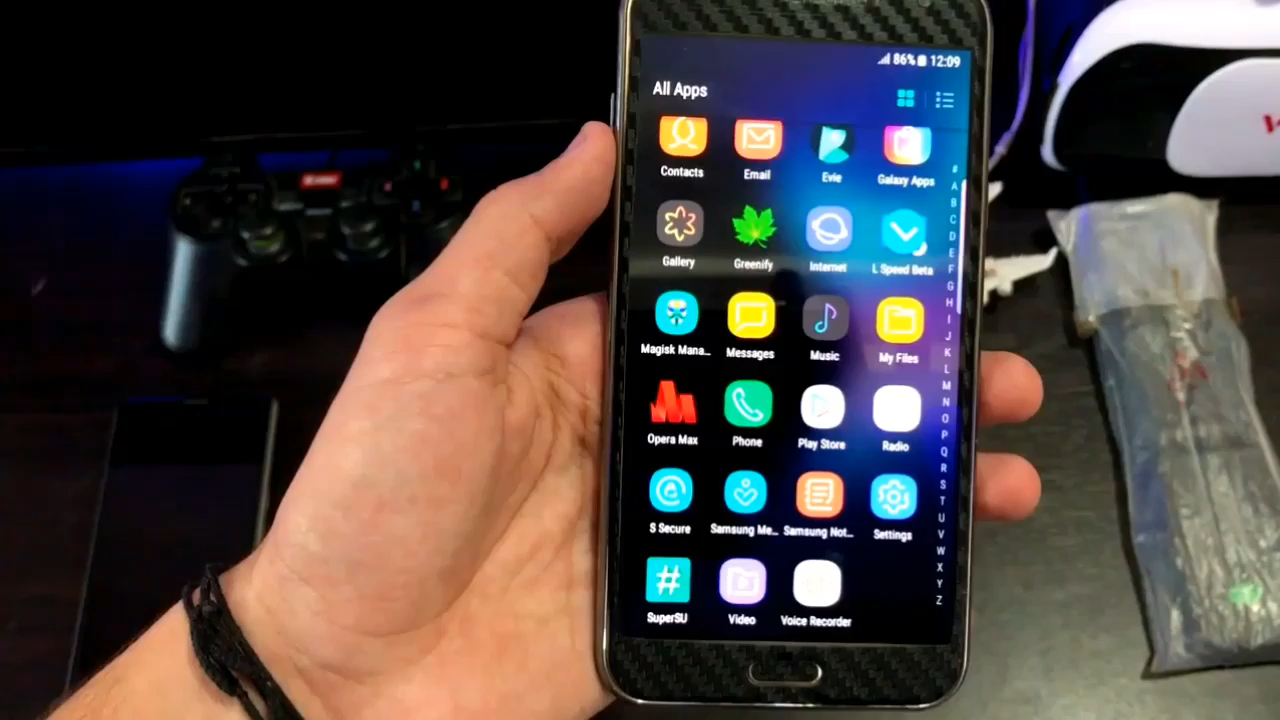 86% 12:09
All Apps
Contacts Email Evie Galaxy Apps
Gallery Greenify Internet L Speed Beta
Magisk Mana... Messages Music My Files
Opera Max Phone Play Store Radio
S Secure Samsung Me... Samsung Not... Settings
# SuperSU Video Voice Recorder
#
A
B
C
D
E
F
G
H
I
J
K
L
M
N
O
P
Q
R
S
T
U
V
W
X
Y
Z